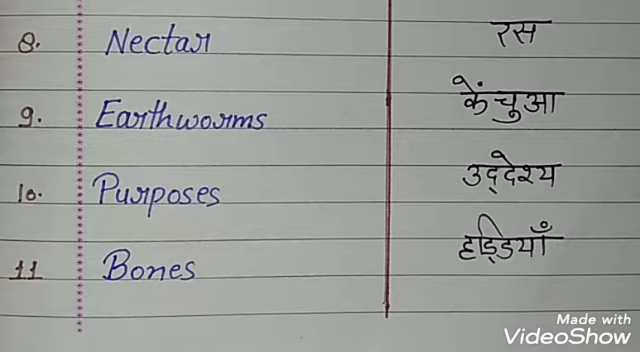 8. Nectar रस
9. Earthworms केंचुआ
10. Purposes उद्देश्य
11 Bones हड्डियाँ
Made with
VideoShow